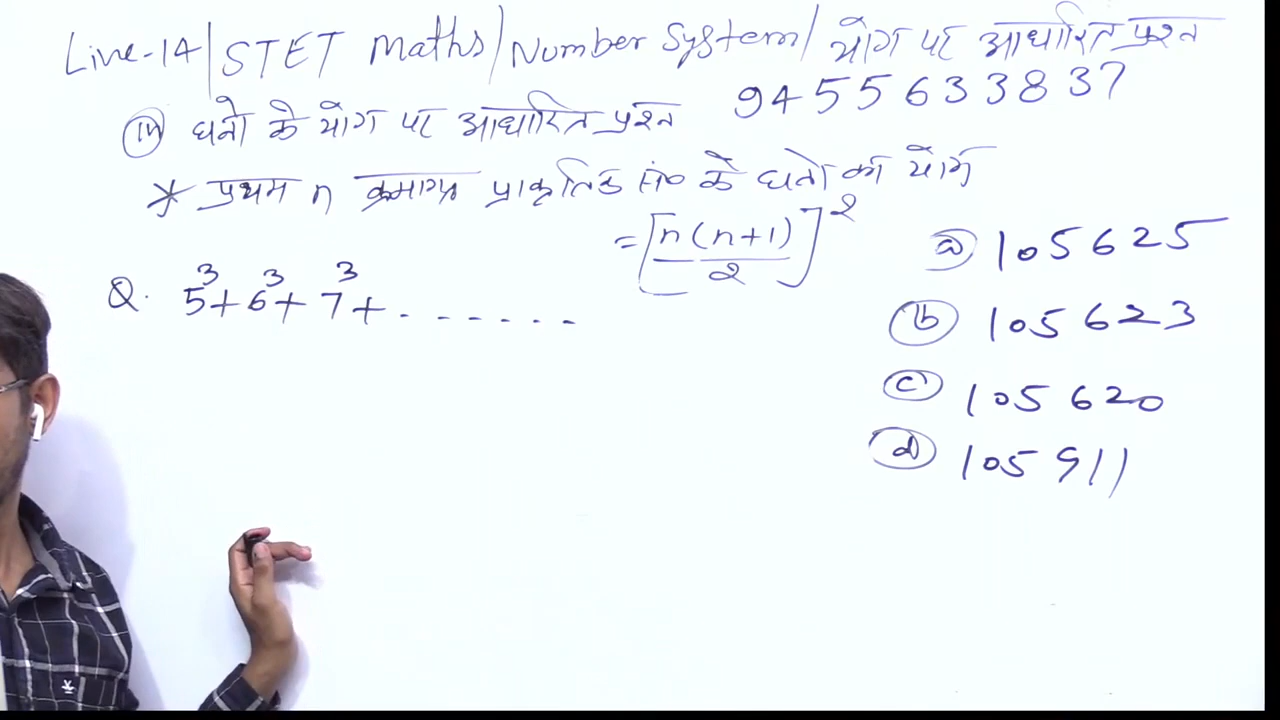 Live-14/STET Maths/Number System/ योग पर आधारित प्रश्न
9455633837
(iv) घनो के योग पर आधारित प्रश्न
* प्रथम n क्रमागत प्राकृतिक सं० के घनो का योग
= [n(n+1)/2]²
Q. 5³+6³+7³+.......
(a) 105625
(b) 105623
(c) 105620
(d) 105911